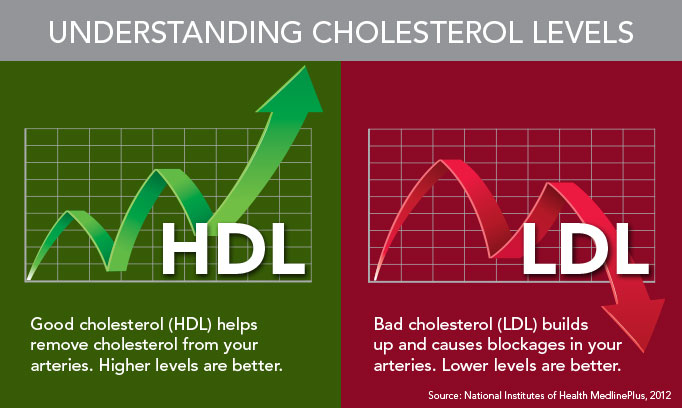 UNDERSTANDING CHOLESTEROL LEVELS
HDL
Good cholesterol (HDL) helps
remove cholesterol from your
arteries. Higher levels are better.
LDL
Bad cholesterol (LDL) builds
up and causes blockages in your
arteries. Lower levels are better.
Source: National Institutes of Health MedlinePlus, 2012